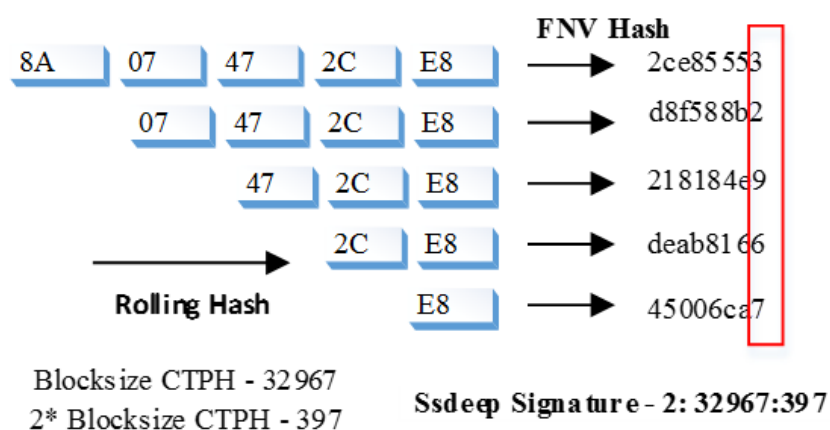 FNV Hash
8A 07 47 2C E8 2ce85553
07 47 2C E8 d8f588b2
47 2C E8 218184e9
2C E8 deab8166
Rolling Hash
E8 45006ca7
Blocksize CTPH - 32967
2* Blocksize CTPH - 397
Ssdeep Signature - 2: 32967:397